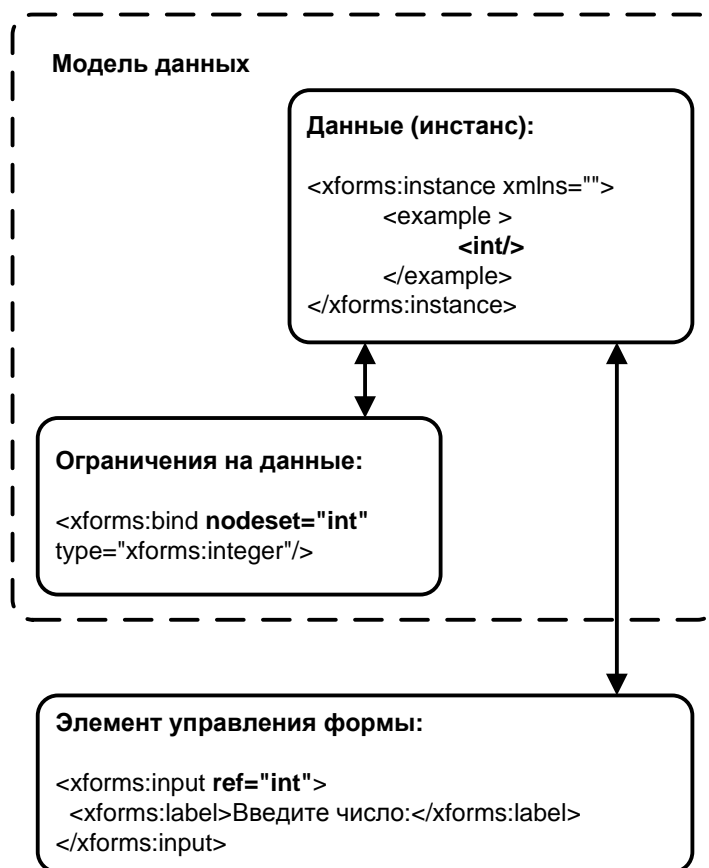 Модель данных
Данные (инстанс):
<xforms:instance xmlns="">
<example >
<int/>
</example>
</xforms:instance>
Ограничения на данные:
<xforms:bind nodeset="int"
type="xforms:integer"/>
Элемент управления формы:
<xforms:input ref="int">
<xforms:label>Введите число:</xforms:label>
</xforms:input>